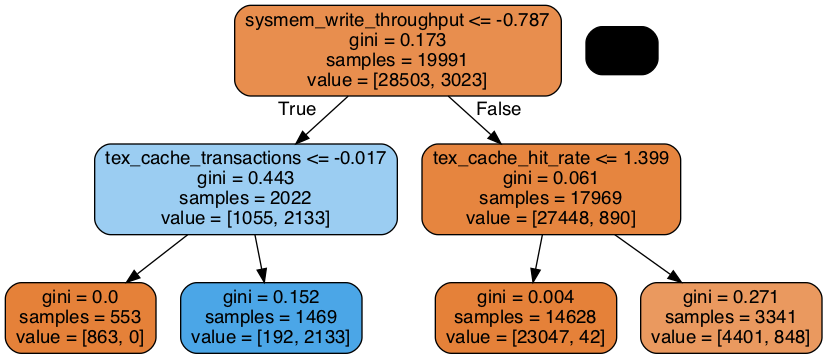 sysmem_write_throughput <= -0.787
gini = 0.173
samples = 19991
value = [28503, 3023]
True
False
tex_cache_transactions <= -0.017
gini = 0.443
samples = 2022
value = [1055, 2133]
tex_cache_hit_rate <= 1.399
gini = 0.061
samples = 17969
value = [27448, 890]
gini = 0.0
samples = 553
value = [863, 0]
gini = 0.152
samples = 1469
value = [192, 2133]
gini = 0.004
samples = 14628
value = [23047, 42]
gini = 0.271
samples = 3341
value = [4401, 848]